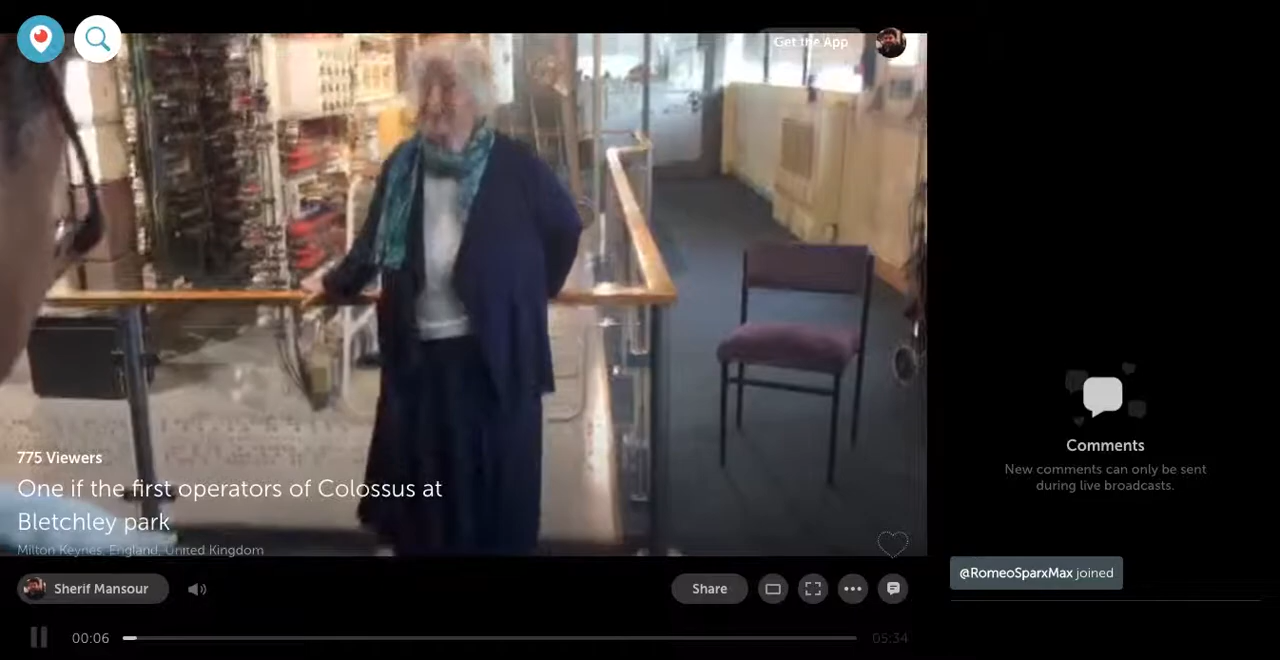 Get the App
775 Viewers
One if the first operators of Colossus at
Bletchley park
Milton Keynes, England, United Kingdom
Sherif Mansour
Share
00:06
05:34
Comments
New comments can only be sent
during live broadcasts.
@RomeoSparxMax joined